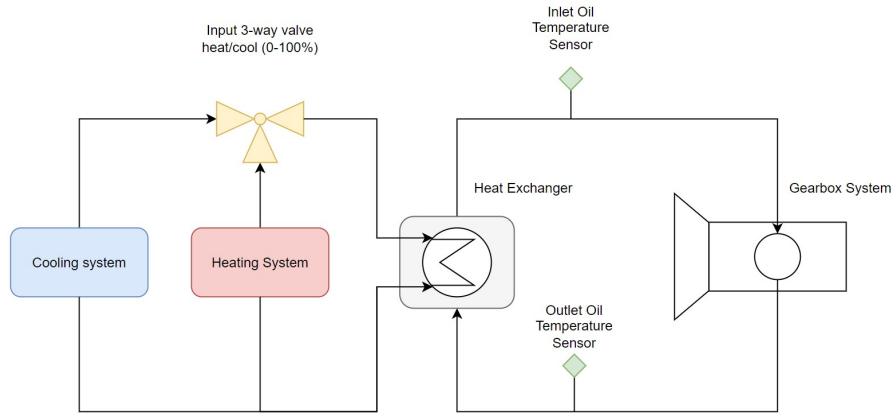 Input 3-way valve
heat/cool (0-100%)
Inlet Oil
Temperature
Sensor
Heat Exchanger
Gearbox System
Cooling system
Heating System
Outlet Oil
Temperature
Sensor